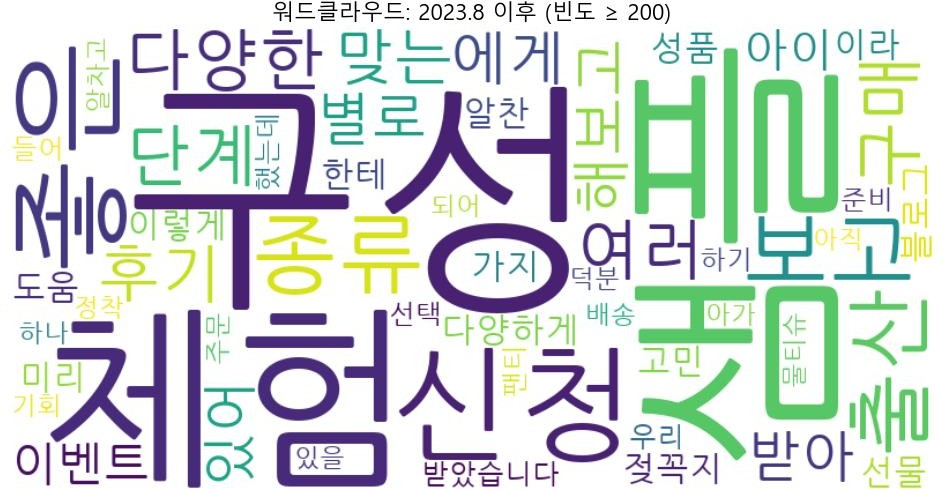 워드클라우드: 2023.8 이후 (빈도 ≥ 200)
좋은
알차고
다양한
맞는
에게
해보고
성품
아이
이라
구매
들어
단계
했는데
별로
알찬
한테
구성
샘플
준비
블로그
이렇게
되어
여러
하기
보고
아직
도움
정착
후기
종류
가지
덕분
하나
체험
주문
선택
다양하게
배송
아가
물티슈
출산
미리
기회
있어
신청
팬티
고민
이벤트
있을
받았습니다
우리
젖꼭지
받아
선물